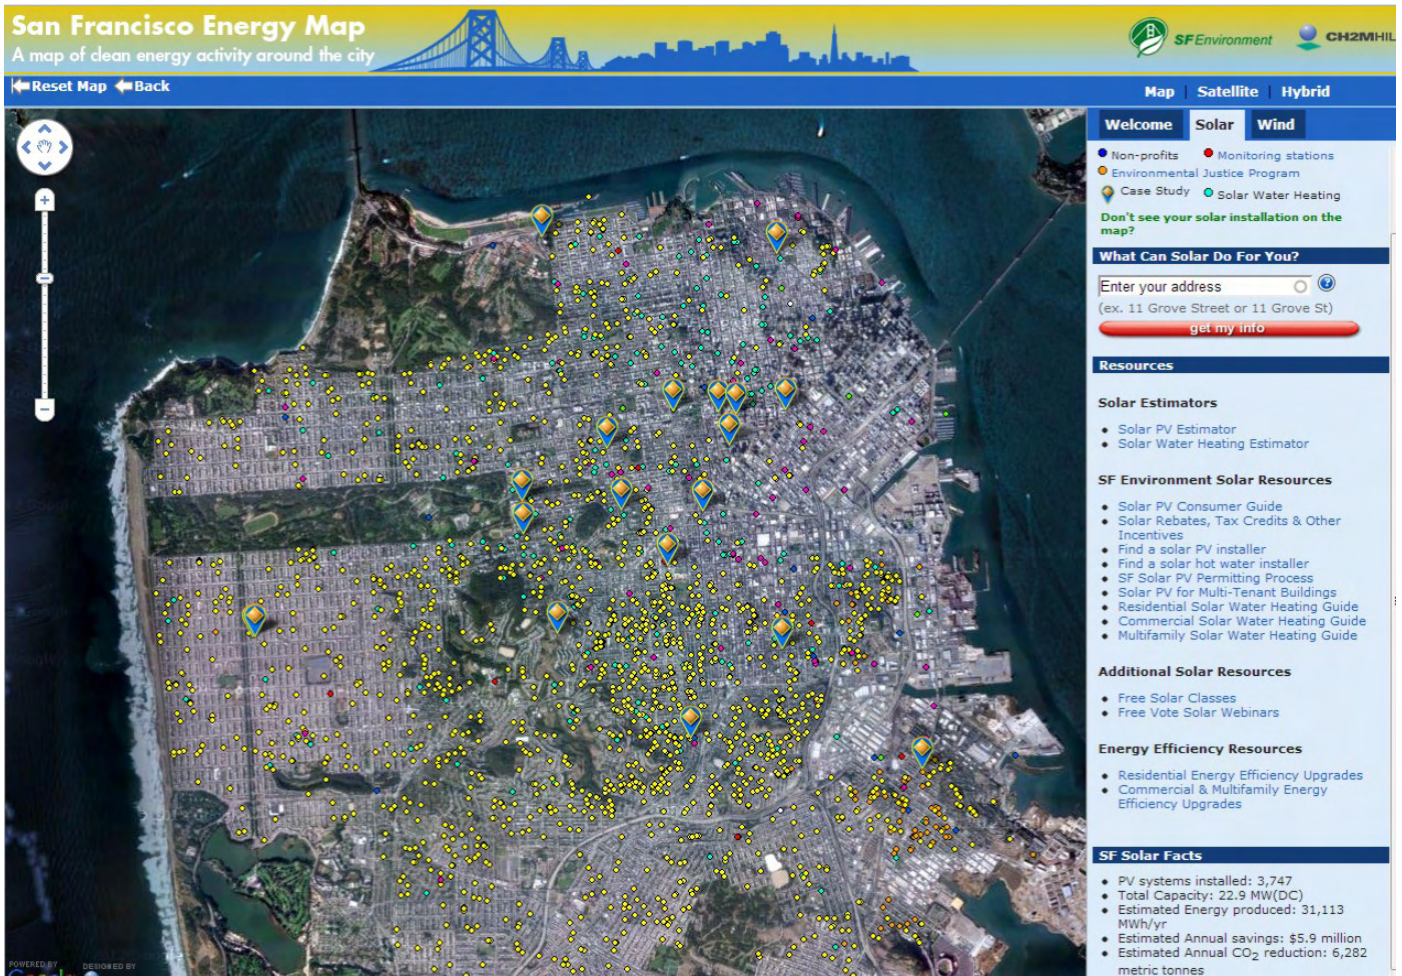 San Francisco Energy Map
A map of clean energy activity around the city
SFEnvironment
CH2MHIL
Reset Map Back
Map | Satellite | Hybrid
Welcome Solar Wind
Non-profits Monitoring stations
Environmental Justice Program
Case Study Solar Water Heating
Don't see your solar installation on the
map?
What Can Solar Do For You?
Enter your address
(ex. 11 Grove Street or 11 Grove St)
get my info
Resources
Solar Estimators
• Solar PV Estimator
• Solar Water Heating Estimator
SF Environment Solar Resources
• Solar PV Consumer Guide
• Solar Rebates, Tax Credits & Other
Incentives
• Find a solar PV installer
• Find a solar hot water installer
• SF Solar PV Permitting Process
• Solar PV for Multi-Tenant Buildings
• Residential Solar Water Heating Guide
• Commercial Solar Water Heating Guide
• Multifamily Solar Water Heating Guide
Additional Solar Resources
• Free Solar Classes
• Free Vote Solar Webinars
Energy Efficiency Resources
• Residential Energy Efficiency Upgrades
• Commercial & Multifamily Energy
Efficiency Upgrades
SF Solar Facts
• PV systems installed: 3,747
• Total Capacity: 22.9 MW(DC)
• Estimated Energy produced: 31,113
MWh/yr
• Estimated Annual savings: $5.9 million
• Estimated Annual CO2 reduction: 6,282
metric tonnes
POWERED BY
DESIGNED BY